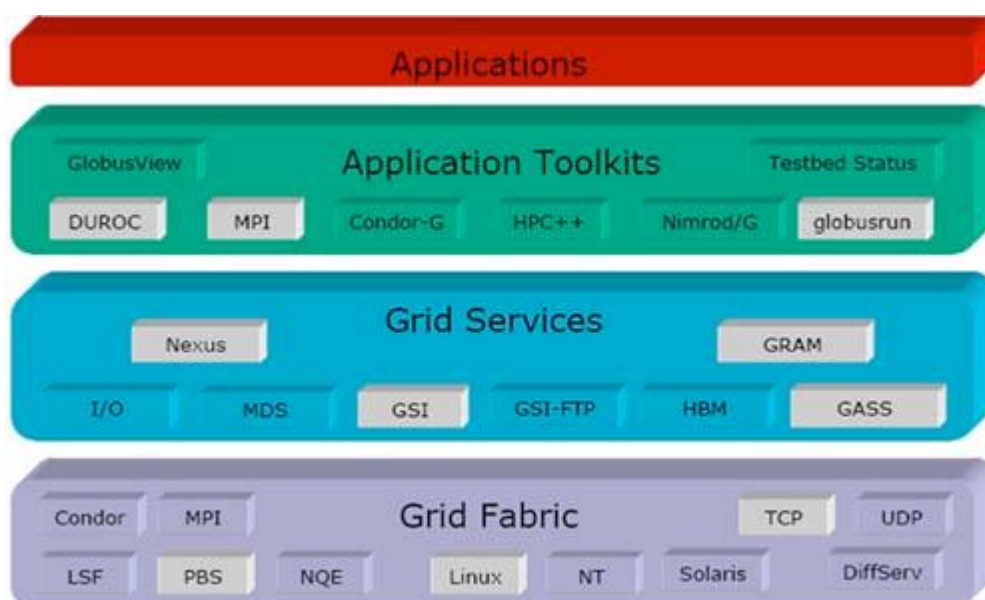 Applications
Application Toolkits
GlobusView
Testbed Status
DUROC
MPI
Condor-G
HPC++
Nimrod/G
globusrun
Grid Services
Nexus
GRAM
I/O
MDS
GSI
GSI-FTP
HBM
GASS
Grid Fabric
Condor
MPI
TCP
UDP
LSF
PBS
NQE
Linux
NT
Solaris
DiffServ